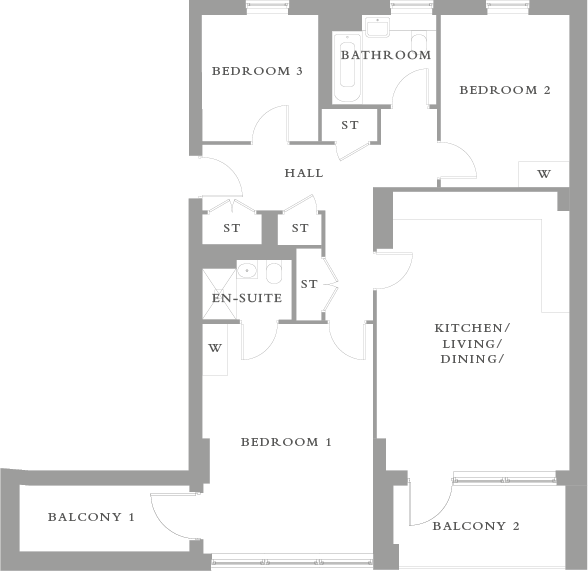 BEDROOM 3
BATHROOM
BEDROOM 2
ST
HALL
W
ST
ST
ST
EN-SUITE
W
KITCHEN/
LIVING/
DINING/
BEDROOM 1
BALCONY 1
BALCONY 2